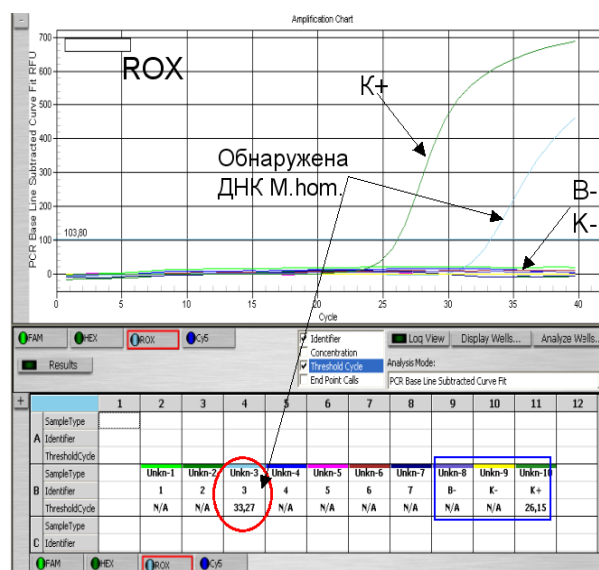 Amplification Chart
PCR Base Line Subtracted Curve Fit RFU
700
600
500
400
300
200
100
0
103,80
ROX
K+
Обнаружена
ДНК M.hom.
B-
K-
0 5 10 15 20 25 30 35 40
Cycle
FAM HEX ROX Cy5
Results
Identifier
Concentration
Threshold Cycle
End Point Calls
Log View Display Wells... Analyze Wells..
Analysis Mode:
PCR Base Line Subtracted Curve Fit
1 2 3 4 5 6 7 8 9 10 11 12
A
SampleType
Identifier
ThresholdCycle
B
SampleType Unkn-1 Unkn-2 Unkn-3 Unkn-4 Unkn-5 Unkn-6 Unkn-7 Unkn-8 Unkn-9 Unkn-10
Identifier 1 2 3 4 5 6 7 B- K- K+
ThresholdCycle N/A N/A 33,27 N/A N/A N/A N/A N/A N/A 26,15
C
SampleType
Identifier
FAM HEX ROX Cy5